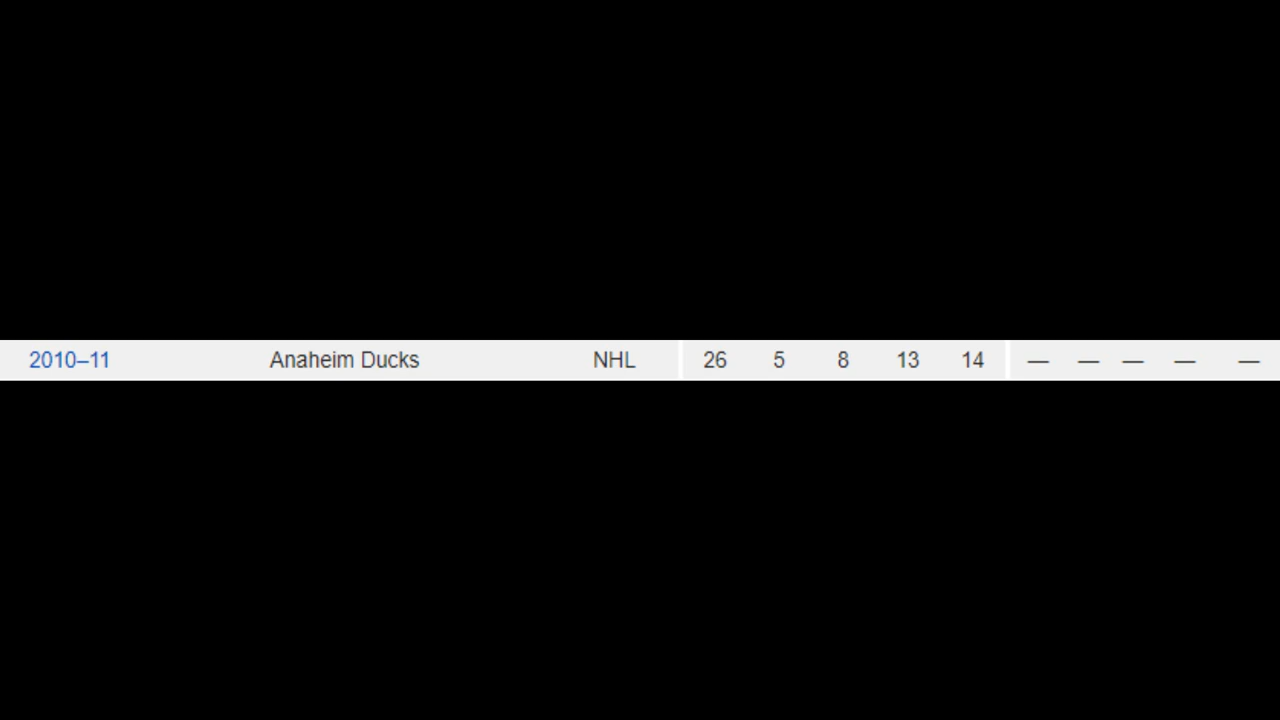 2010–11 Anaheim Ducks NHL 26 5 8 13 14 — — — — —